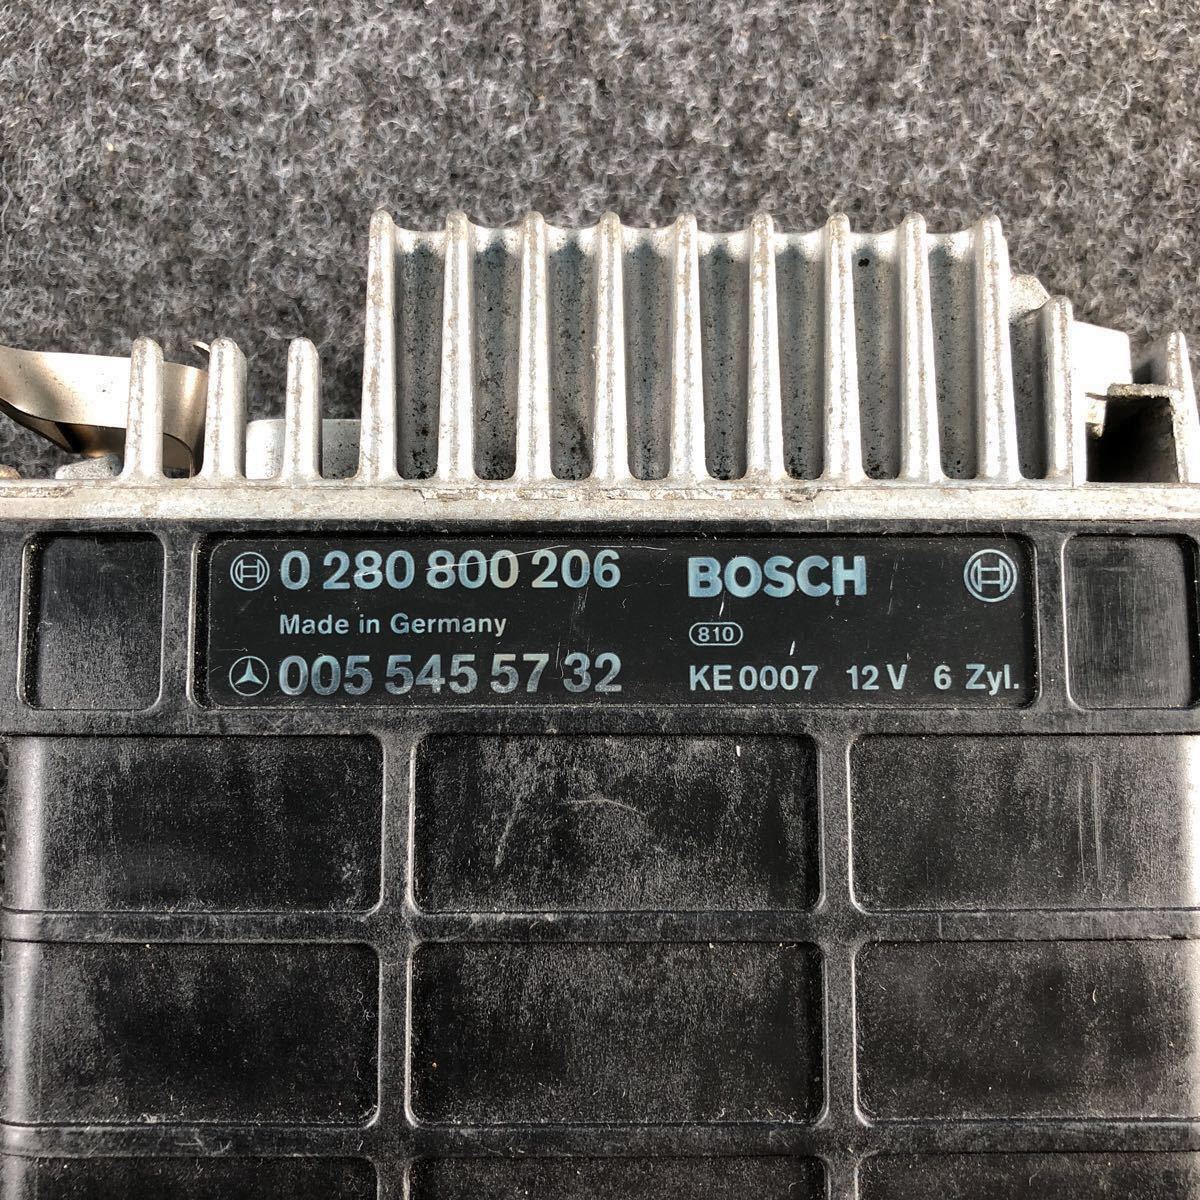 0 280 800 206 BOSCH
Made in Germany 810
005 545 57 32 KE 0007 12 V 6 Zyl.